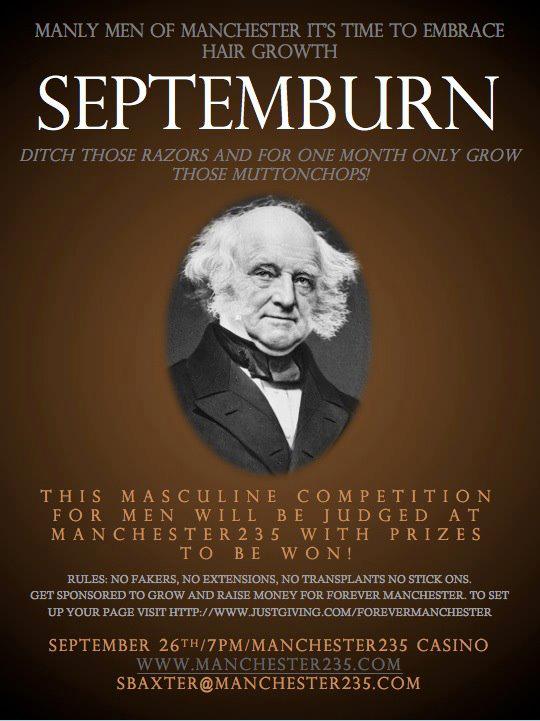 MANLY MEN OF MANCHESTER IT'S TIME TO EMBRACE
HAIR GROWTH
SEPTEMBURN
DITCH THOSE RAZORS AND FOR ONE MONTH ONLY GROW
THOSE MUTTONCHOPS!
THIS MASCULINE COMPETITION
FOR MEN WILL BE JUDGED AT
MANCHESTER235 WITH PRIZES
TO BE WON!
RULES: NO FAKERS, NO EXTENSIONS, NO TRANSPLANTS NO STICK ONS.
GET SPONSORED TO GROW AND RAISE MONEY FOR FOREVER MANCHESTER. TO SET
UP YOUR PAGE VISIT HTTP://WWW.JUSTGIVING.COM/FOREVERMANCHESTER
SEPTEMBER 26TH/7PM/MANCHESTER235 CASINO
WWW.MANCHESTER235.COM
SBAXTER@MANCHESTER235.COM